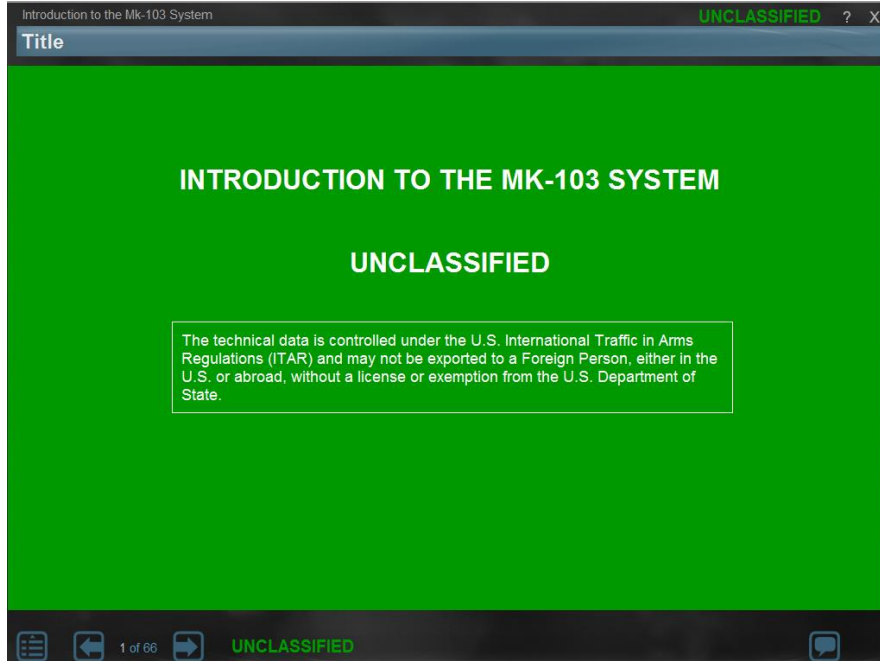 Introduction to the Mk-103 System
UNCLASSIFIED ? X
Title
INTRODUCTION TO THE MK-103 SYSTEM
UNCLASSIFIED
The technical data is controlled under the U.S. International Traffic in Arms
Regulations (ITAR) and may not be exported to a Foreign Person, either in the
U.S. or abroad, without a license or exemption from the U.S. Department of
State.
1 of 66
UNCLASSIFIED